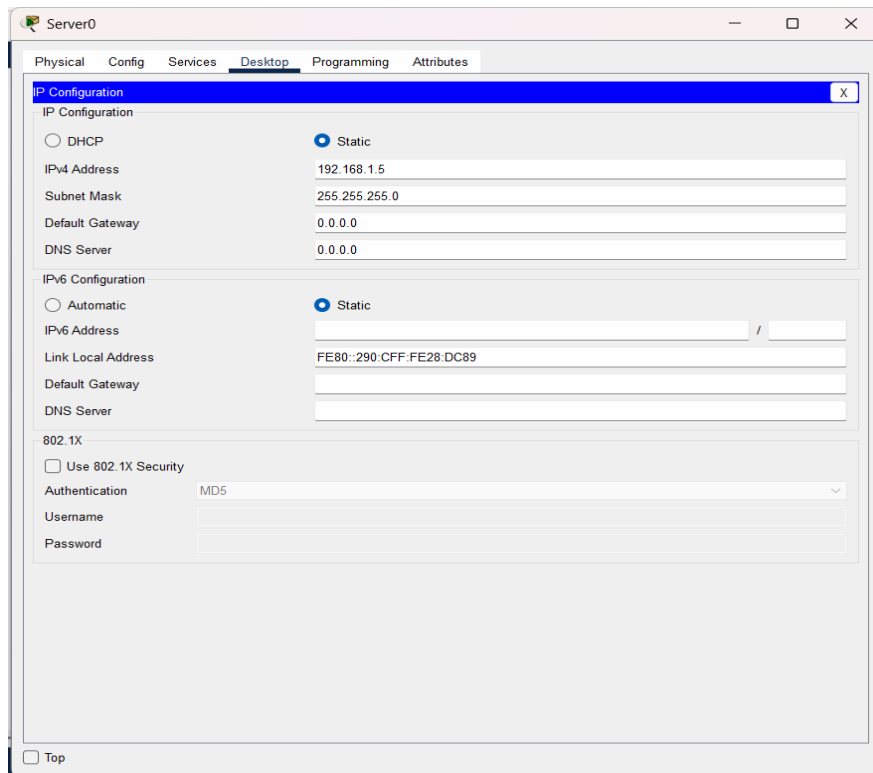 Server0
Physical Config Services Desktop Programming Attributes
IP Configuration X
IP Configuration
DHCP Static
IPv4 Address 192.168.1.5
Subnet Mask 255.255.255.0
Default Gateway 0.0.0.0
DNS Server 0.0.0.0
IPv6 Configuration
Automatic Static
IPv6 Address /
Link Local Address FE80::290:CFF:FE28:DC89
Default Gateway
DNS Server
802.1X
Use 802.1X Security
Authentication MD5
Username
Password
Top